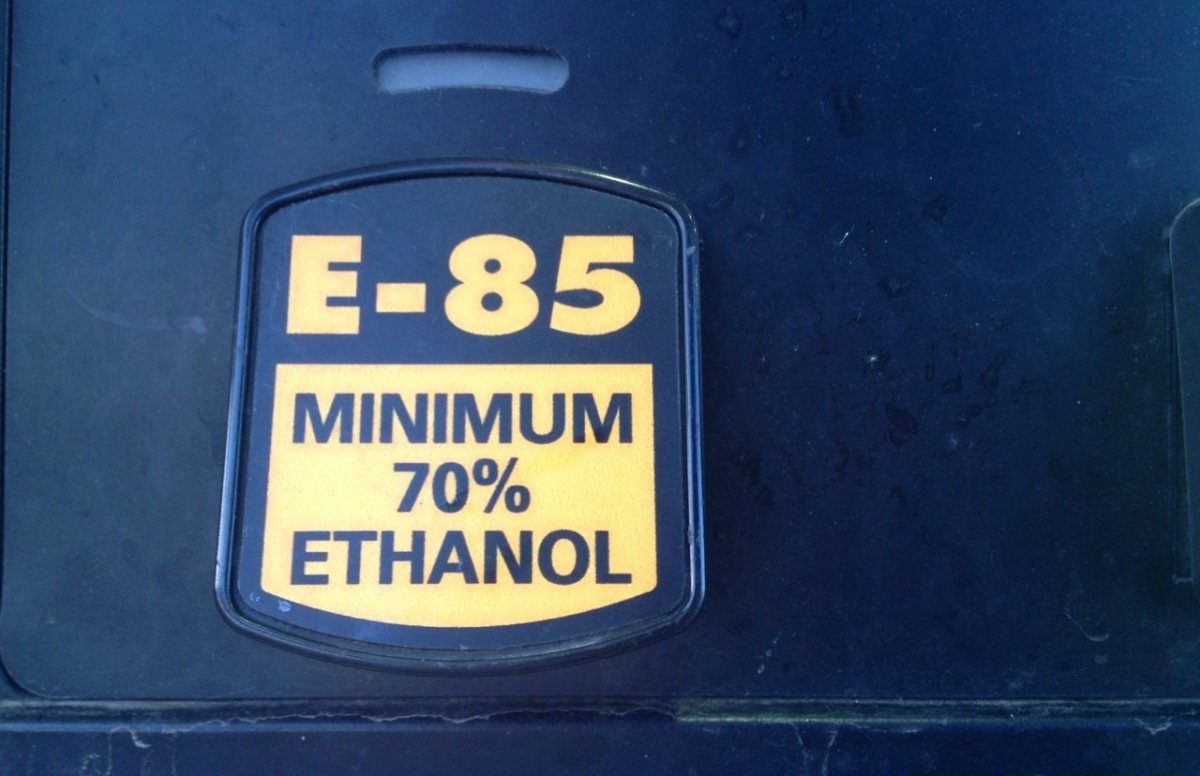 E-85
MINIMUM
70%
ETHANOL